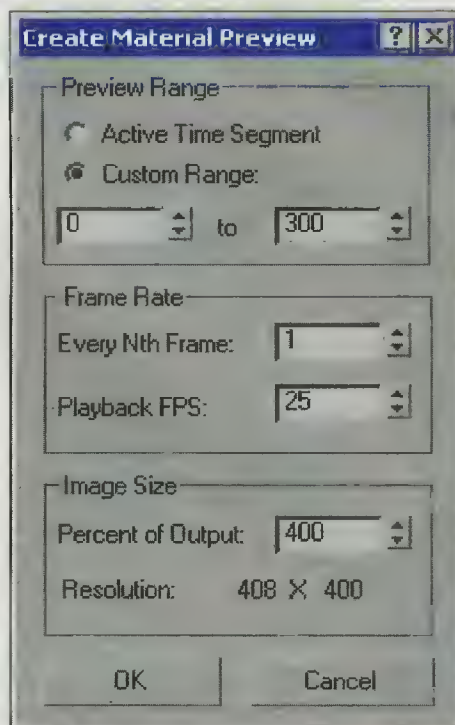 Create Material Preview
Preview Range
Active Time Segment
Custom Range:
0 to 300
Frame Rate
Every Nth Frame: 1
Playback FPS: 25
Image Size
Percent of Output: 400
Resolution: 408 X 400
OK Cancel